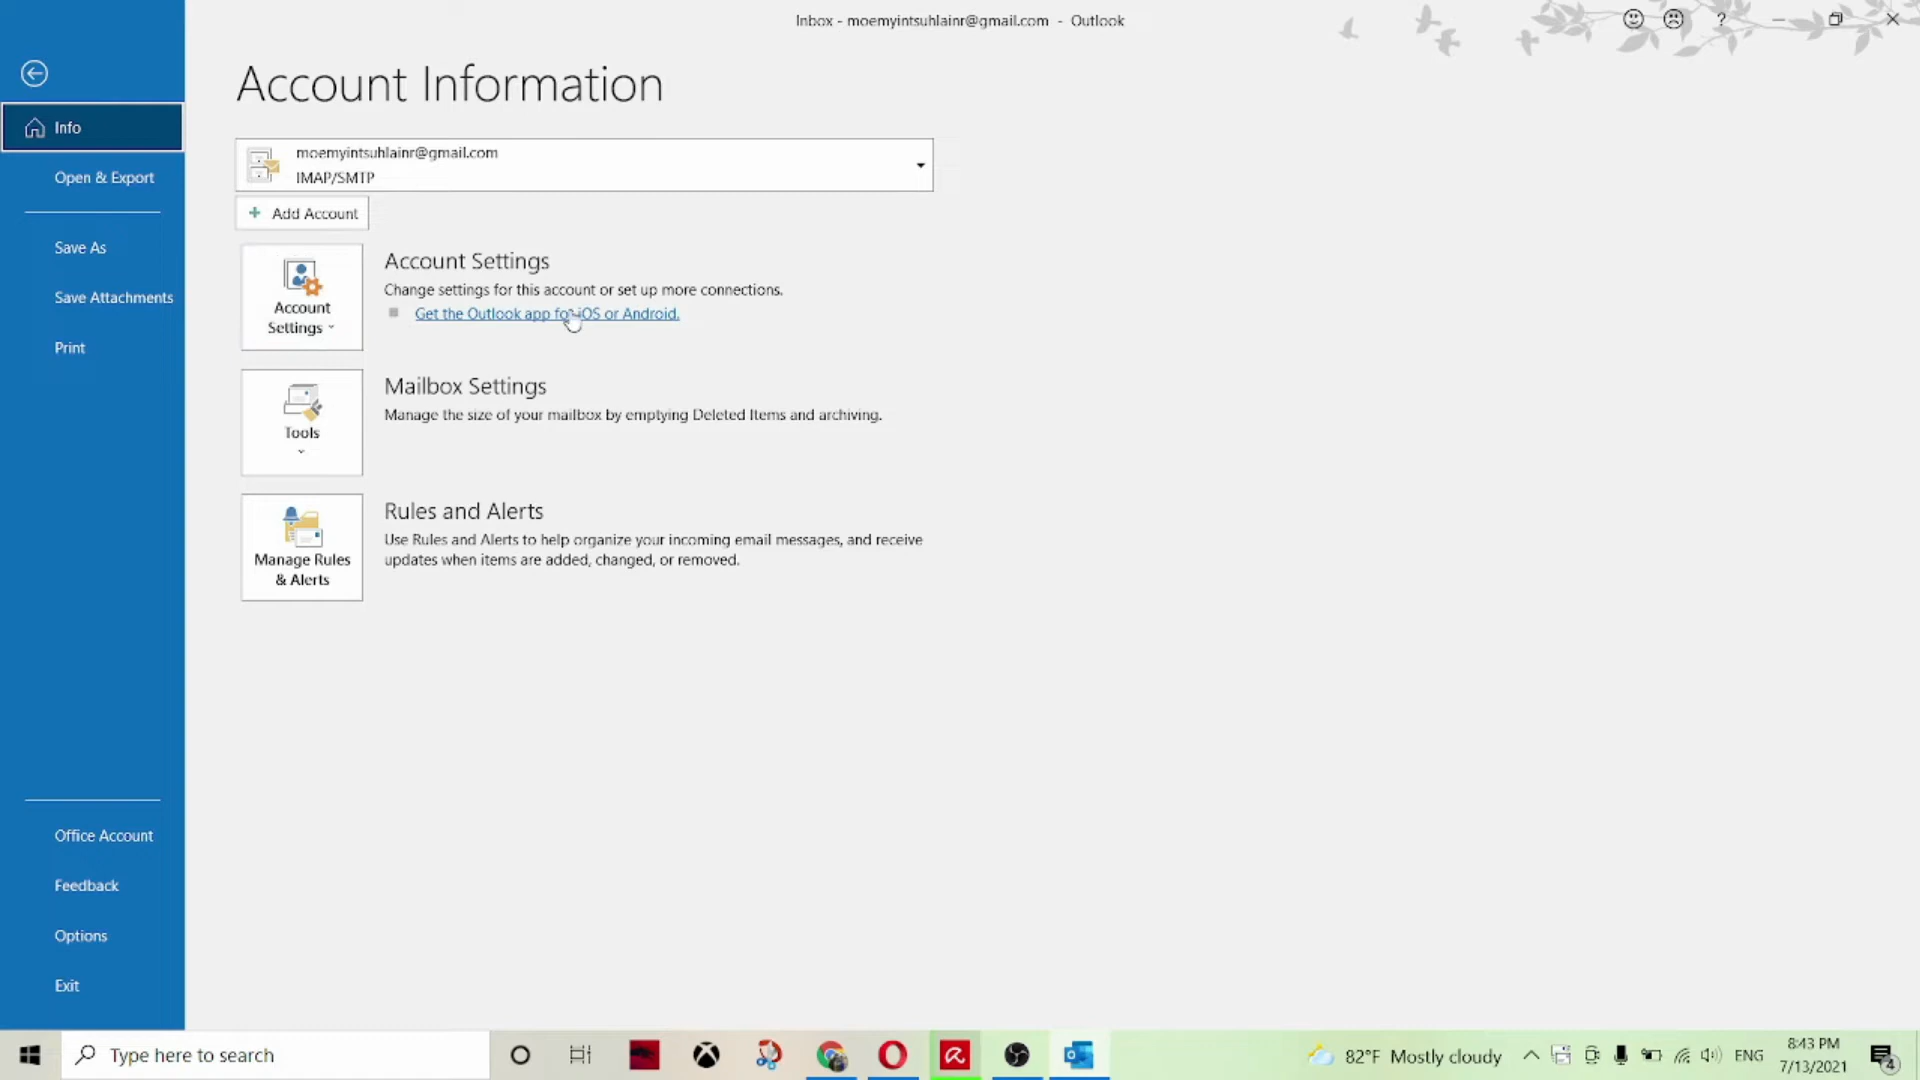 Inbox - moemyintsuhlainr@gmail.com - Outlook
?
Account Information
Info
Open & Export
Save As
Save Attachments
Print
Office Account
Feedback
Options
Exit
moemyintsuhlainr@gmail.com
IMAP/SMTP
+ Add Account
Account
Settings
Account Settings
Change settings for this account or set up more connections.
Get the Outlook app for iOS or Android.
Tools
Mailbox Settings
Manage the size of your mailbox by emptying Deleted Items and archiving.
Manage Rules
& Alerts
Rules and Alerts
Use Rules and Alerts to help organize your incoming email messages, and receive
updates when items are added, changed, or removed.
Type here to search
82°F Mostly cloudy
ENG
8:43 PM
7/13/2021
4